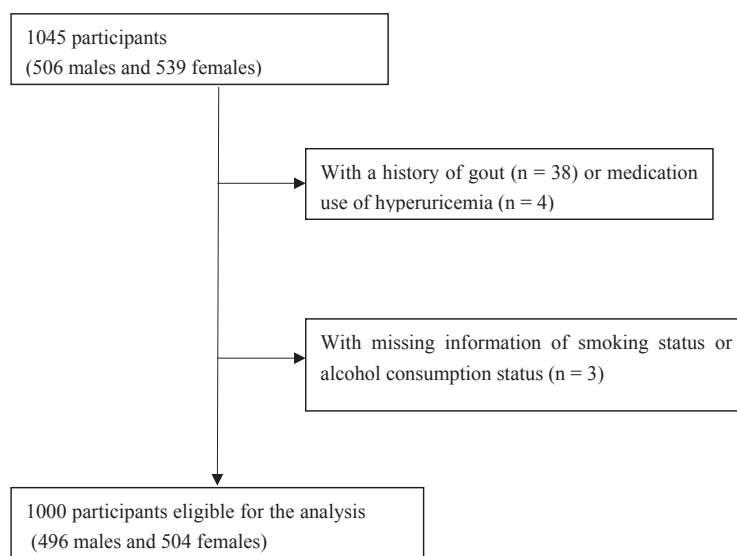 1045 participants
(506 males and 539 females)
With a history of gout (n = 38) or medication
use of hyperuricemia (n = 4)
With missing information of smoking status or
alcohol consumption status (n = 3)
1000 participants eligible for the analysis
(496 males and 504 females)